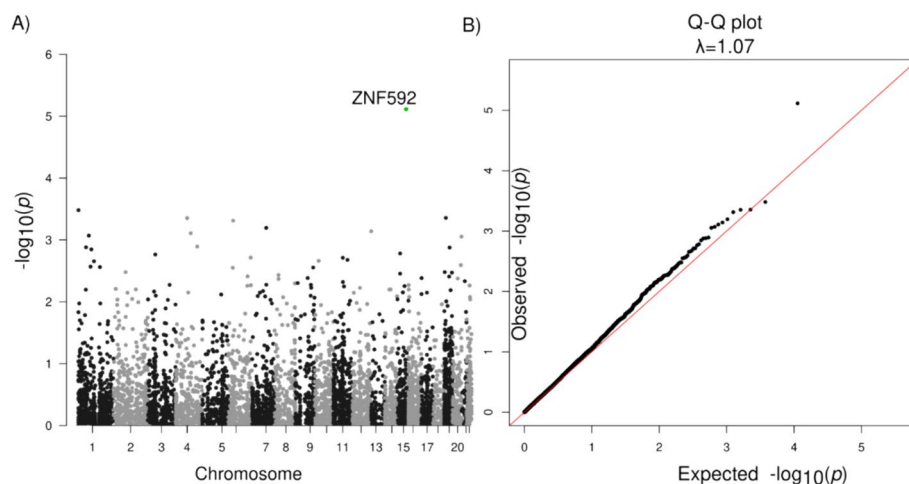 A)
6
5
4
3
2
1
0
-log10(p)
ZNF592
1 2 3 4 5 6 7 8 9 11 13 15 17 20
Chromosome
B)
Q-Q plot
λ=1.07
5
4
3
2
1
0
Observed -log10(p)
0 1 2 3 4 5
Expected -log10(p)